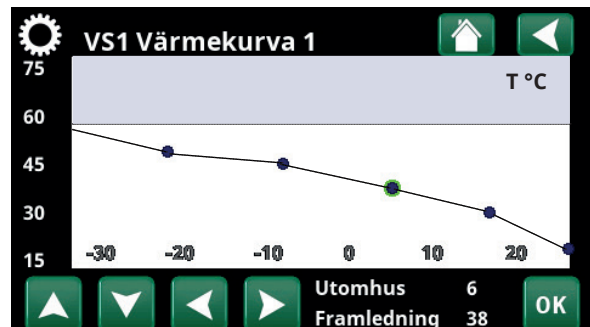 VS1 Värmekurva 1
75
T °C
60
45
30
15
-30 -20 -10 0 10 20
Utomhus 6
Framledning 38
OK